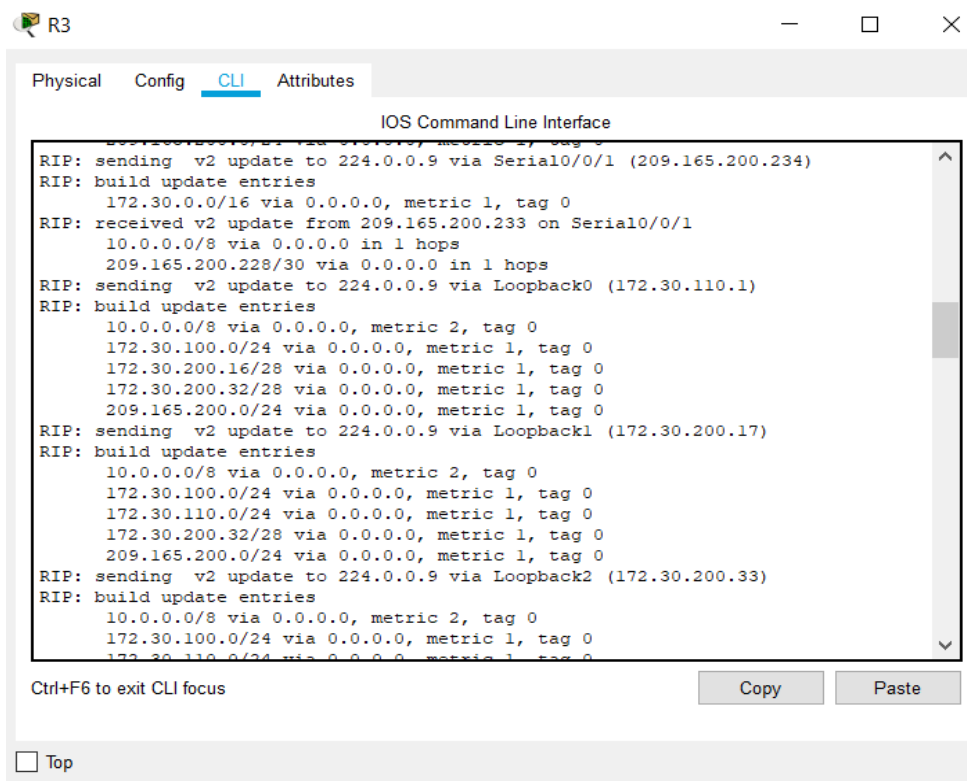 R3
Physical Config CLI Attributes
IOS Command Line Interface
RIP: sending  v2 update to 224.0.0.9 via Serial0/0/1 (209.165.200.234)
RIP: build update entries
172.30.0.0/16 via 0.0.0.0, metric 1, tag 0
RIP: received v2 update from 209.165.200.233 on Serial0/0/1
10.0.0.0/8 via 0.0.0.0 in 1 hops
209.165.200.228/30 via 0.0.0.0 in 1 hops
RIP: sending  v2 update to 224.0.0.9 via Loopback0 (172.30.110.1)
RIP: build update entries
10.0.0.0/8 via 0.0.0.0, metric 2, tag 0
172.30.100.0/24 via 0.0.0.0, metric 1, tag 0
172.30.200.16/28 via 0.0.0.0, metric 1, tag 0
172.30.200.32/28 via 0.0.0.0, metric 1, tag 0
209.165.200.0/24 via 0.0.0.0, metric 1, tag 0
RIP: sending  v2 update to 224.0.0.9 via Loopback1 (172.30.200.17)
RIP: build update entries
10.0.0.0/8 via 0.0.0.0, metric 2, tag 0
172.30.100.0/24 via 0.0.0.0, metric 1, tag 0
172.30.110.0/24 via 0.0.0.0, metric 1, tag 0
172.30.200.32/28 via 0.0.0.0, metric 1, tag 0
209.165.200.0/24 via 0.0.0.0, metric 1, tag 0
RIP: sending  v2 update to 224.0.0.9 via Loopback2 (172.30.200.33)
RIP: build update entries
10.0.0.0/8 via 0.0.0.0, metric 2, tag 0
172.30.100.0/24 via 0.0.0.0, metric 1, tag 0
172.30.110.0/24 via 0.0.0.0, metric 1, tag 0
Ctrl+F6 to exit CLI focus
Copy Paste
Top